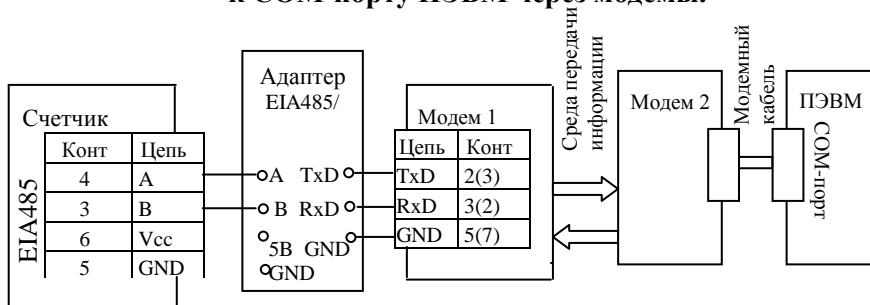 к COM-порту ПЭВМ через модемы.
Счетчик
EIA485
Конт Цепь
4 A
3 B
6 Vcc
5 GND
Адаптер
EIA485/
A TxD
B RxD
5В GND
GND
Модем 1
Цепь Конт
TxD 2(3)
RxD 3(2)
GND 5(7)
Среда передачи
информации
Модем 2
Модемный
кабель
ПЭВМ
COM-порт